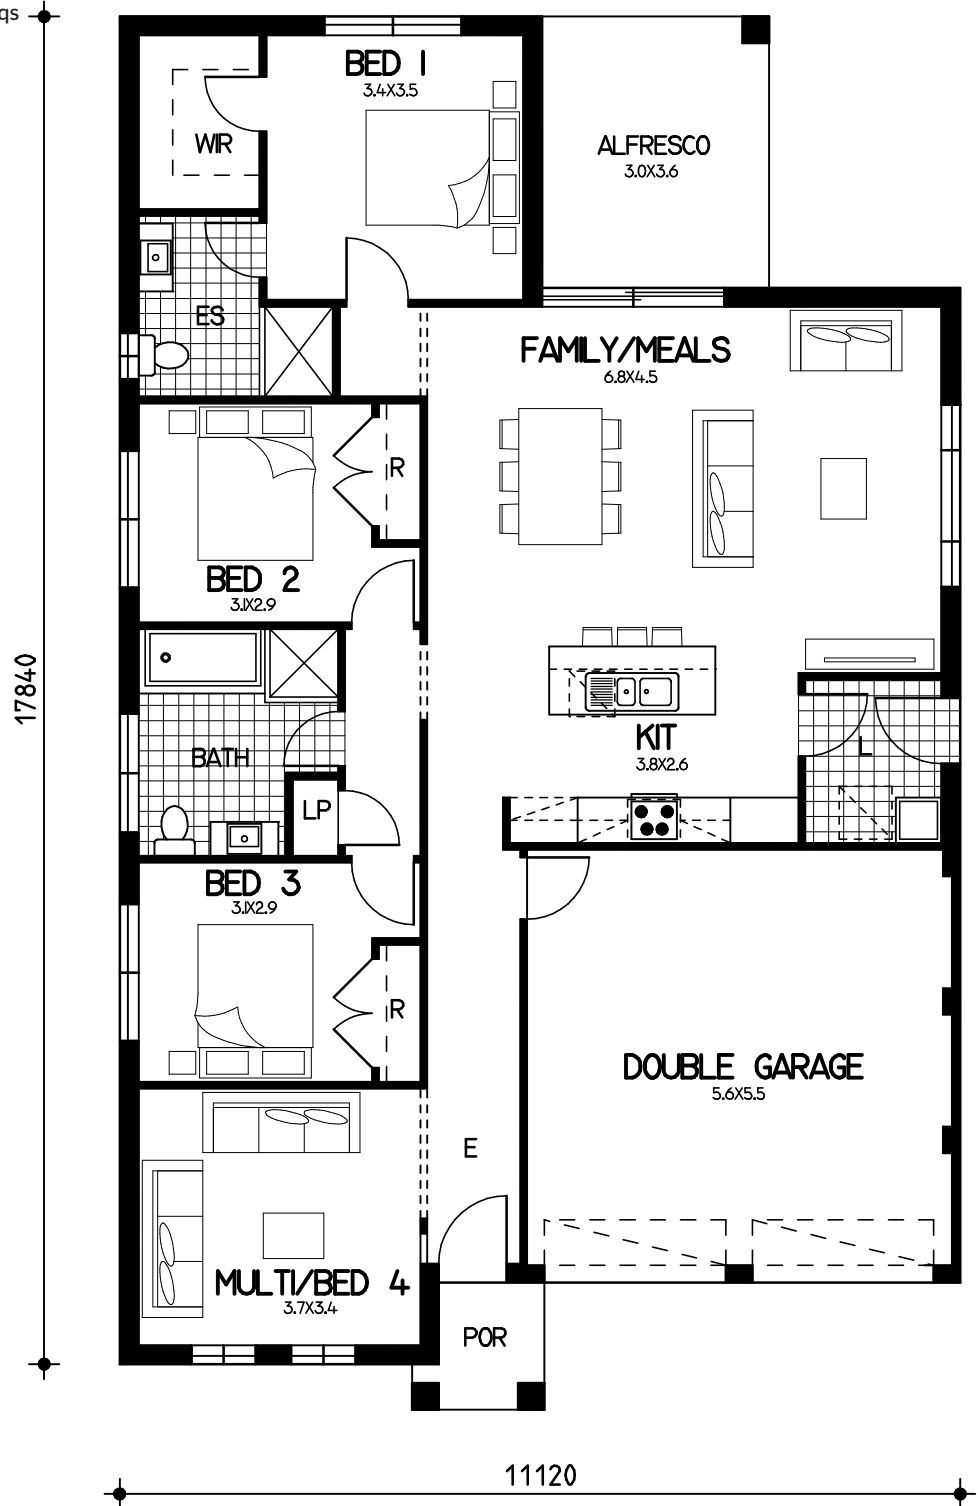 qs
BED 1
3.4X3.5
WIR
ALFRESCO
3.0X3.6
ES
FAMILY/MEALS
6.8X4.5
R
BED 2
3.1X2.9
17840
KIT
3.8X2.6
L
BATH
LP
BED 3
3.1X2.9
R
DOUBLE GARAGE
5.6X5.5
E
MULTI/BED 4
3.7X3.4
POR
11120